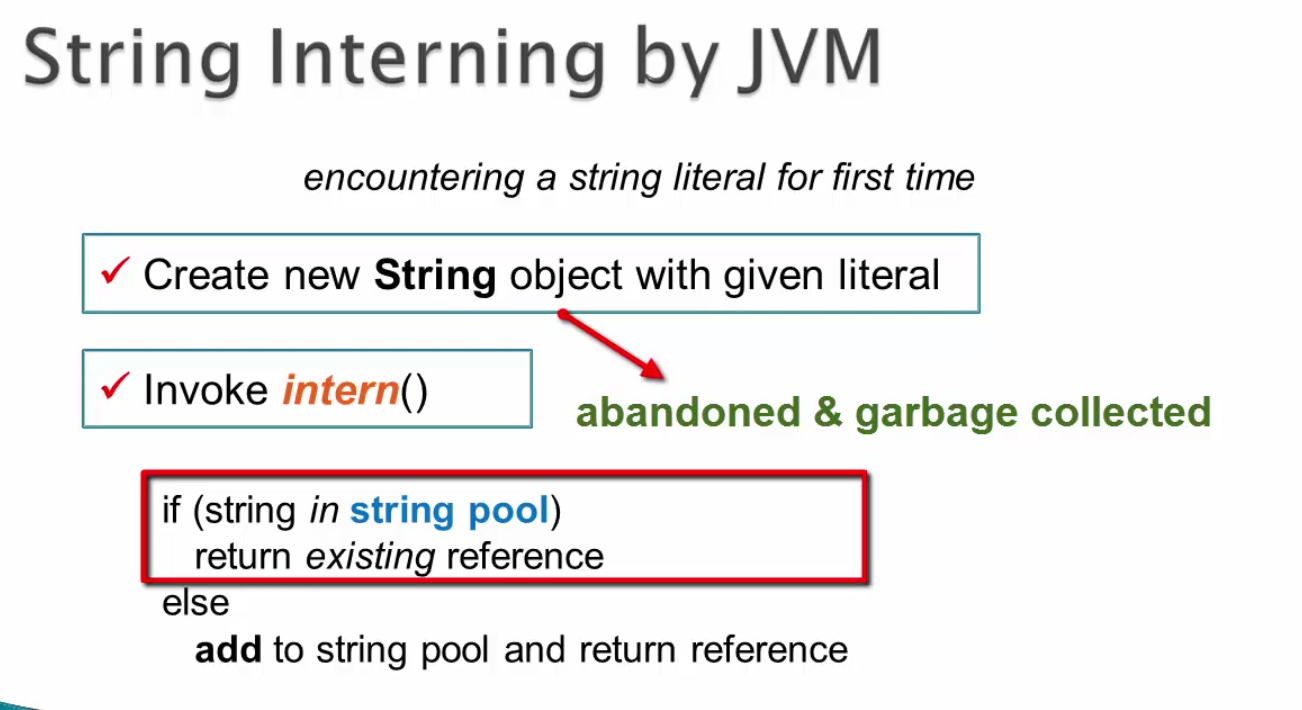 String Interning by JVM
encountering a string literal for first time
✓ Create new String object with given literal
✓ Invoke intern()
abandoned & garbage collected
if (string in string pool)
return existing reference
else
add to string pool and return reference